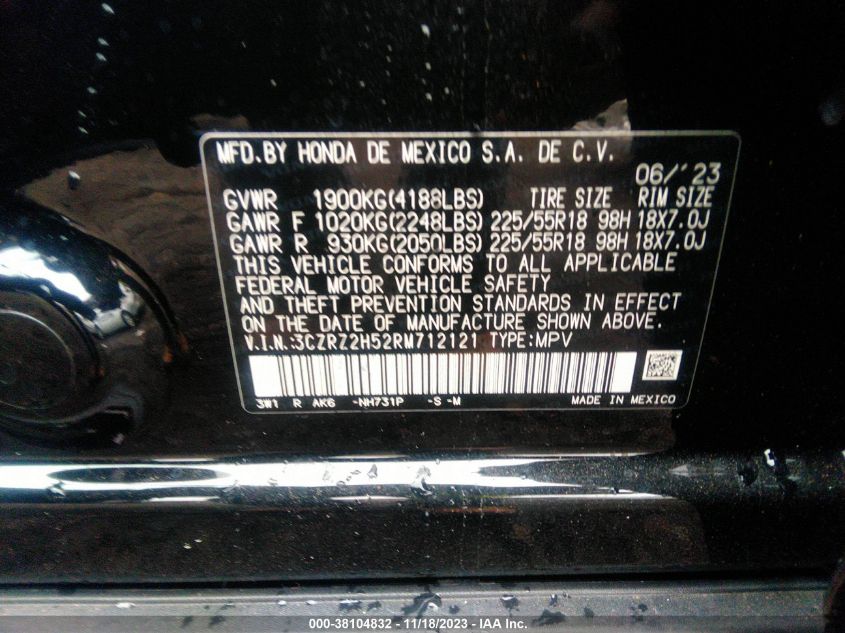 MFD.BY HONDA DE MEXICO S.A. DE C.V.
06/'23
GVWR 1900KG(4188LBS) TIRE SIZE RIM SIZE
GAWR F 1020KG(2248LBS) 225/55R18 98H 18X7.0J
GAWR R 930KG(2050LBS) 225/55R18 98H 18X7.0J
THIS VEHICLE CONFORMS TO ALL APPLICABLE
FEDERAL MOTOR VEHICLE SAFETY
AND THEFT PREVENTION STANDARDS IN EFFECT
ON THE DATE OF MANUFACTURE SHOWN ABOVE.
V.I.N.:3CZRZ2H52RM712121 TYPE:MPV
3W1 R AK6 -NH731P -S -M MADE IN MEXICO
000-38104832 - 11/18/2023 - IAA Inc.